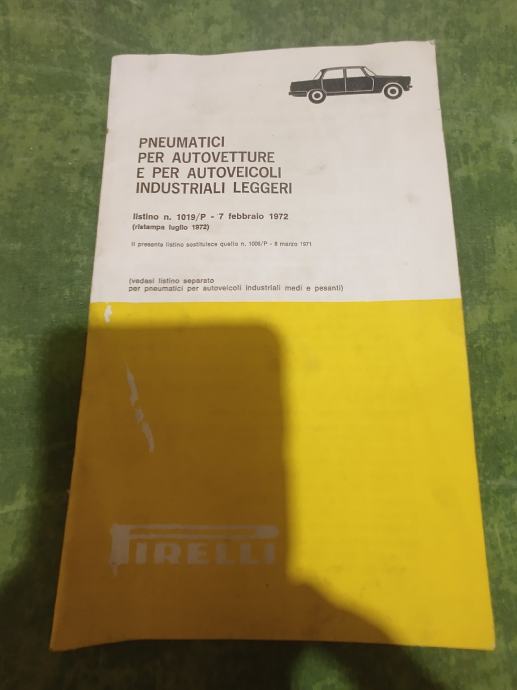 PNEUMATICI
PER AUTOVETTURE
E PER AUTOVEICOLI
INDUSTRIALI LEGGERI
listino n. 1019/P - 7 febbraio 1972
(ristampa luglio 1972)
Il presente listino sostituisce quello n. 1006/P - 8 marzo 1971
(vedasi listino separato
per pneumatici per autoveicoli industriali medi e pesanti)
PIRELLI